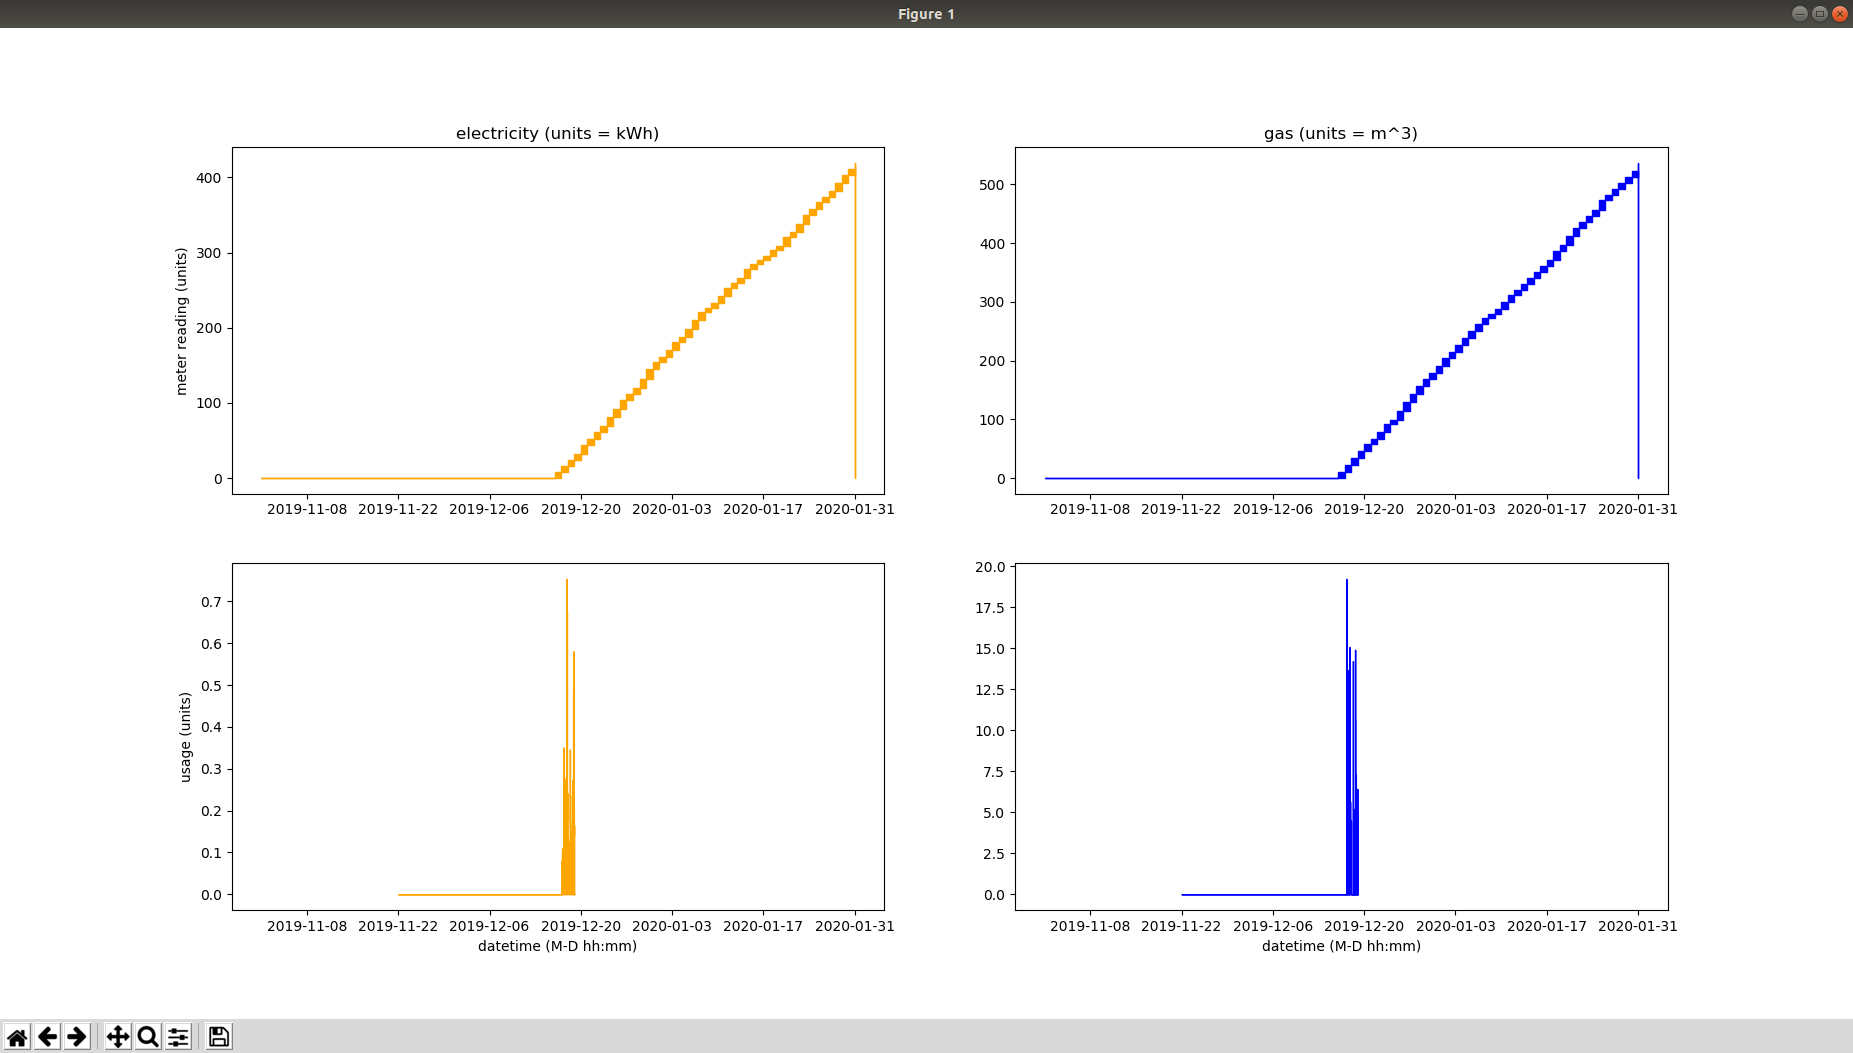 Figure 1
electricity (units = kWh)
gas (units = m^3)
meter reading (units)
400
300
200
100
0
2019-11-08 2019-11-22 2019-12-06 2019-12-20 2020-01-03 2020-01-17 2020-01-31
500
400
300
200
100
0
2019-11-08 2019-11-22 2019-12-06 2019-12-20 2020-01-03 2020-01-17 2020-01-31
usage (units)
0.7
0.6
0.5
0.4
0.3
0.2
0.1
0.0
2019-11-08 2019-11-22 2019-12-06 2019-12-20 2020-01-03 2020-01-17 2020-01-31
datetime (M-D hh:mm)
20.0
17.5
15.0
12.5
10.0
7.5
5.0
2.5
0.0
2019-11-08 2019-11-22 2019-12-06 2019-12-20 2020-01-03 2020-01-17 2020-01-31
datetime (M-D hh:mm)